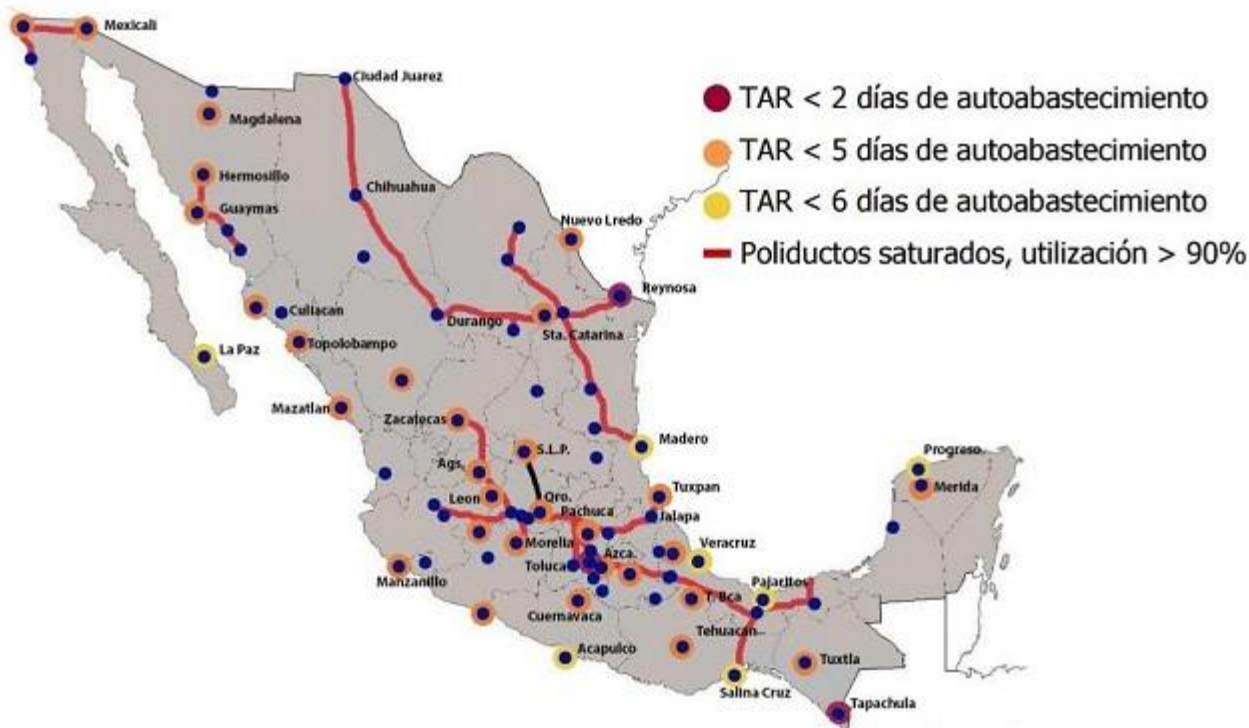 Mexicali
Ciudad Juarez
TAR < 2 días de autoabastecimiento
Magdalena
TAR < 5 días de autoabastecimiento
Hermosillo
Chihuahua
TAR < 6 días de autoabastecimiento
Guaymas
Nuevo Lredo
Poliductos saturados, utilización > 90%
Reynosa
Culiacan
Durango
Sta. Catarina
Topolobampo
La Paz
Mazatlan
Zacatecas
Madero
S.L.P.
Progreso
Ags.
Merida
Leon
Qro.
Tuxpan
Pachuca
Jalapa
Morelia
Azca.
Veracruz
Toluca
Manzanillo
Pajaritos
T. Bca
Cuernavaca
Tehuacan
Acapulco
Tuxtla
Salina Cruz
Tapachula